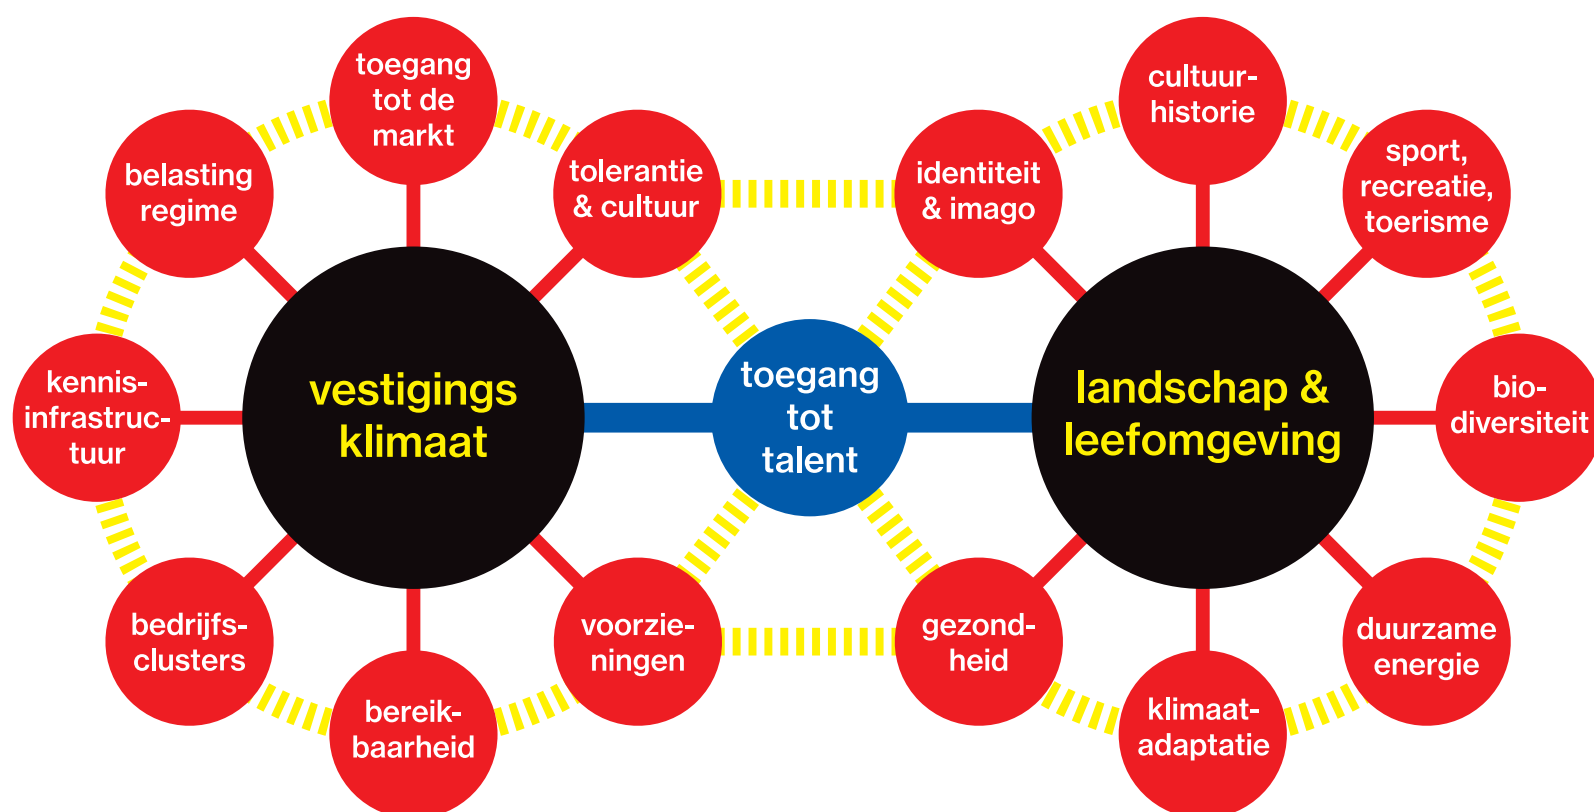 toegang
tot de
markt
belasting
regime
tolerantie
& cultuur
kennis-
infrastruc-
tuur
vestigings
klimaat
bedrijfs-
clusters
bereik-
baarheid
voorzie-
ningen
toegang
tot
talent
identiteit
& imago
cultuur-
historie
sport,
recreatie,
toerisme
landschap &
leefomgeving
bio-
diversiteit
gezond-
heid
klimaat-
adaptatie
duurzame
energie